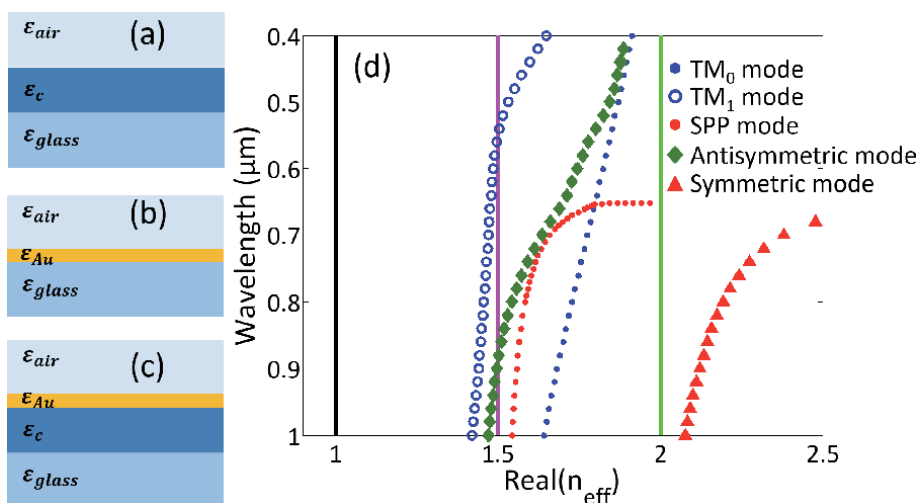 (a)
ε_air
ε_c
ε_glass
(b)
ε_air
ε_Au
ε_glass
(c)
ε_air
ε_Au
ε_c
ε_glass
(d)
Wavelength (μm)
0.4
0.5
0.6
0.7
0.8
0.9
1
1 1.5 2 2.5
Real(n_eff)
TM₀ mode
TM₁ mode
SPP mode
Antisymmetric mode
Symmetric mode